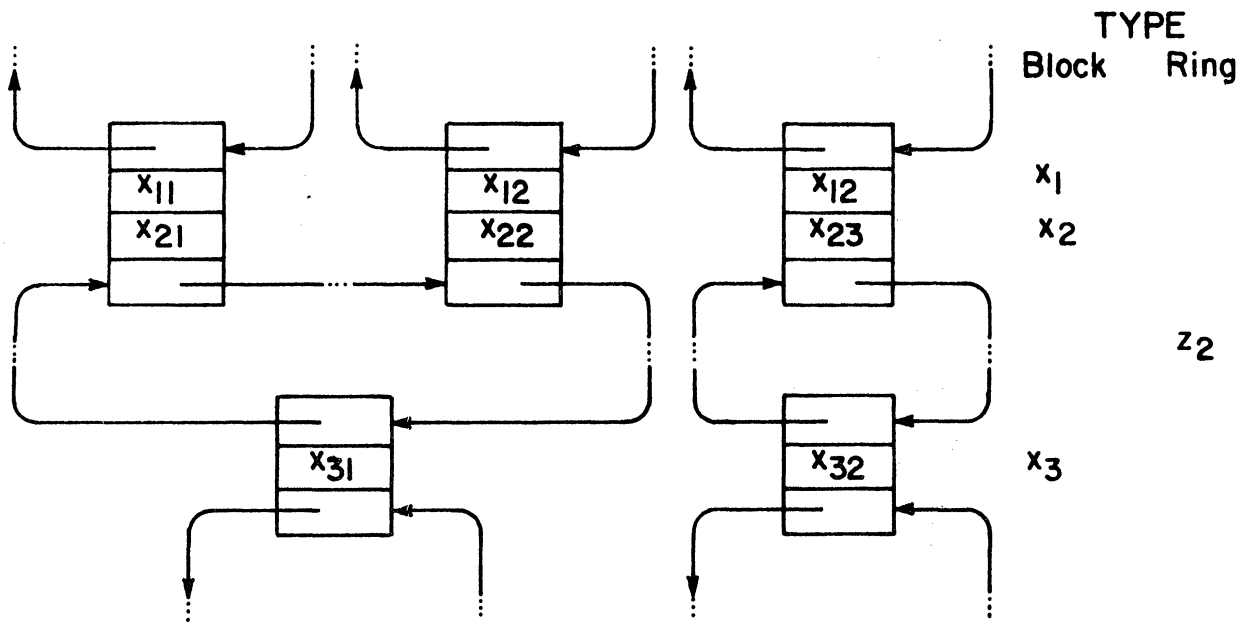 TYPE
Block Ring
x11 x12 x12 x1
x21 x22 x23 x2
z2
x31 x32 x3